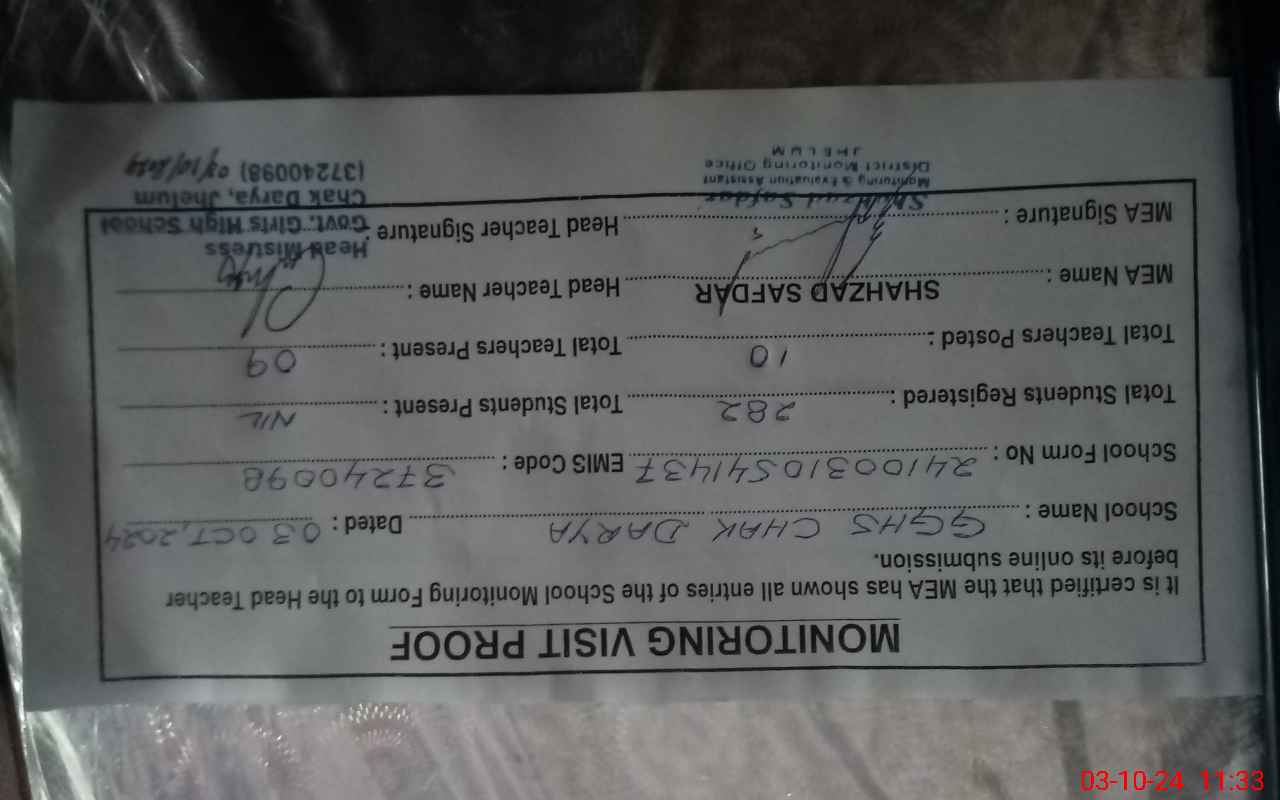 MONITORING VISIT PROOF
It is certified that the MEA has shown all entries of the School Monitoring Form to the Head Teacher
before its online submission.
School Name : GGHS CHAK DARYA Dated : 03 OCT, 2024
School Form No : 241003105 41437 EMIS Code : 37240098
Total Students Registered : 282 Total Students Present : NIL
Total Teachers Posted : 10 Total Teachers Present : 09
MEA Name : SHAHZAD SAFDAR Head Teacher Name :
MEA Signature : Head Teacher Signature :
Shahzad Safdar
Monitoring & Evaluation Assistant
District Monitoring Office
JHELUM
Head Mistress
Govt. Girls High School
Chak Darya, Jhelum
(37240098) 03/10/2024
03-10-24 11:33